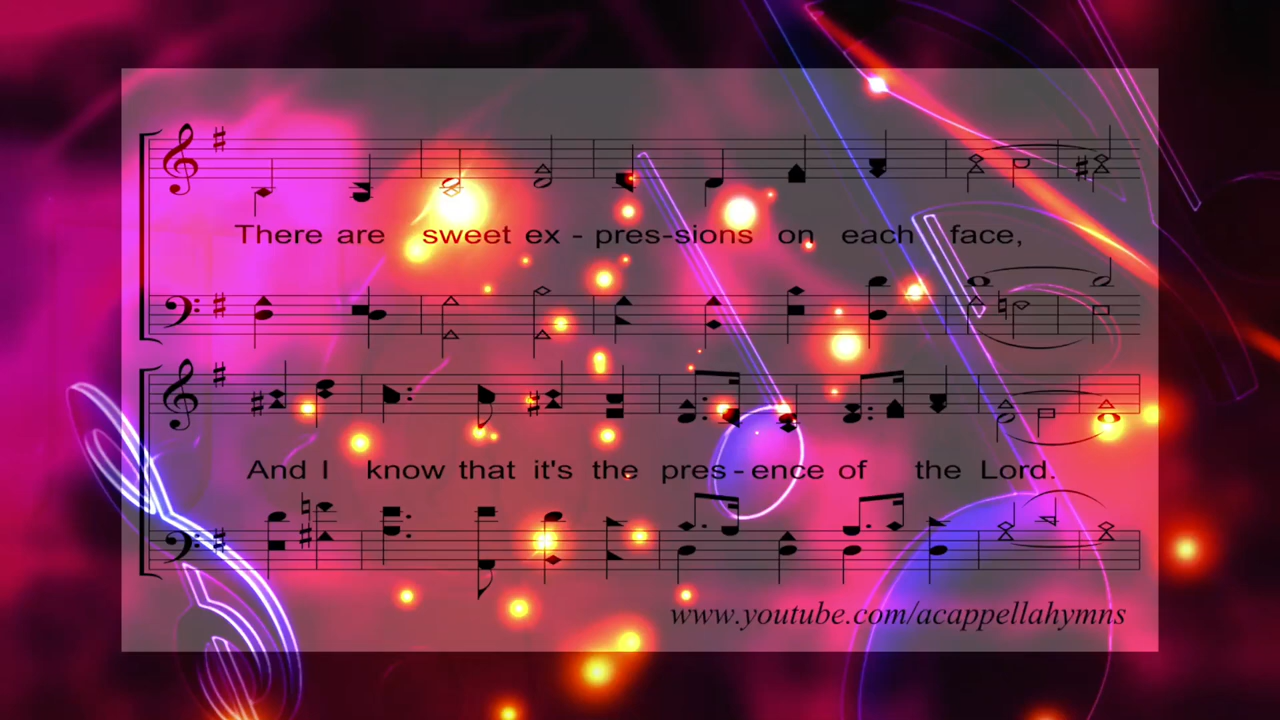 There are sweet ex - pres-sions on each face,
And I know that it's the pres - ence of the Lord.
www.youtube.com/acappellahymns